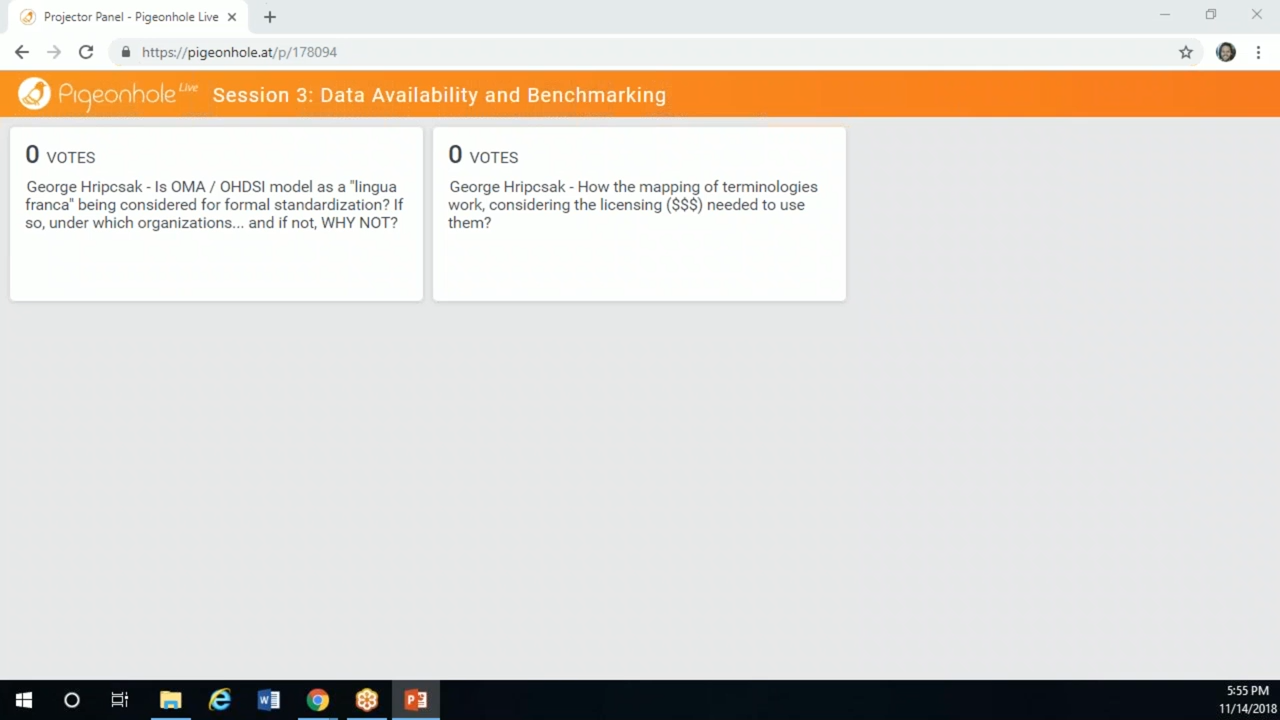 Projector Panel - Pigeonhole Live
https://pigeonhole.at/p/178094
Pigeonhole Live Session 3: Data Availability and Benchmarking
0 VOTES
George Hripcsak - Is OMA / OHDSI model as a "lingua
franca" being considered for formal standardization? If
so, under which organizations... and if not, WHY NOT?
0 VOTES
George Hripcsak - How the mapping of terminologies
work, considering the licensing ($$$) needed to use
them?
5:55 PM
11/14/2018